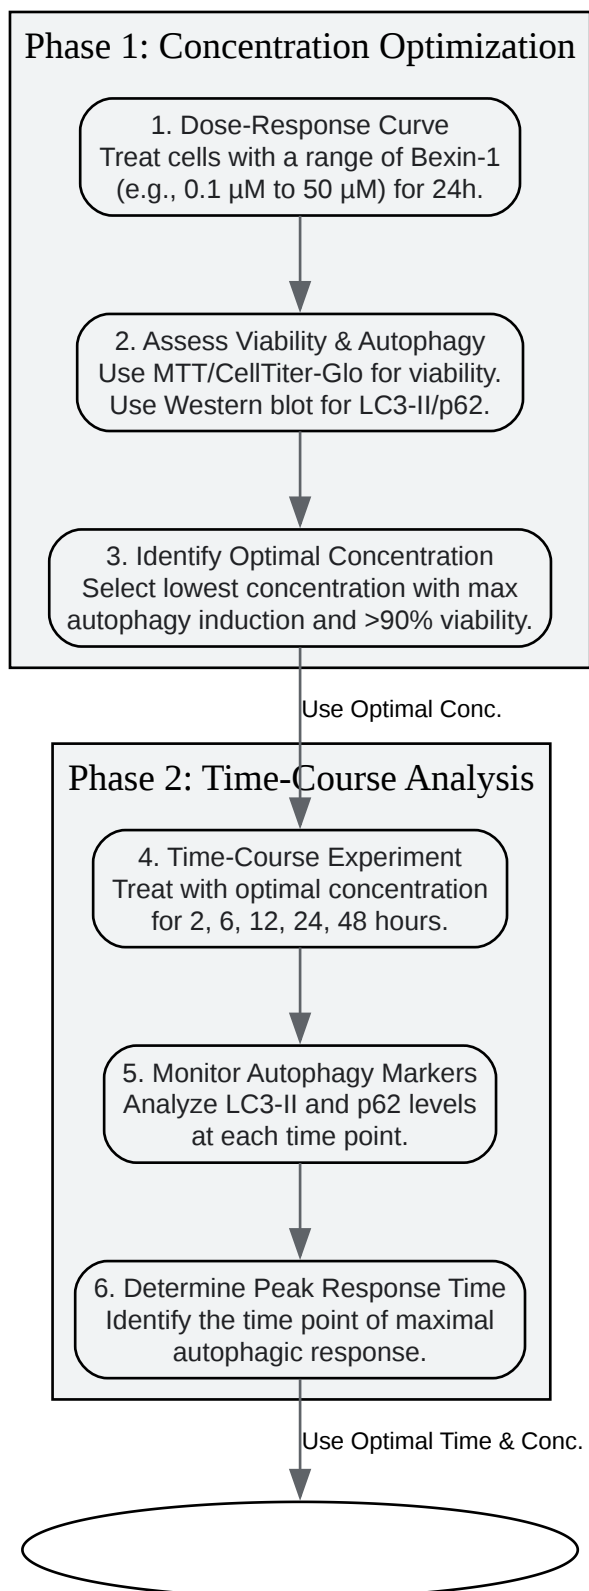 Phase 1: Concentration Optimization
1. Dose-Response Curve
Treat cells with a range of Bexin-1
(e.g., 0.1 µM to 50 µM) for 24h.
2. Assess Viability & Autophagy
Use MTT/CellTiter-Glo for viability.
Use Western blot for LC3-II/p62.
3. Identify Optimal Concentration
Select lowest concentration with max
autophagy induction and >90% viability.
Use Optimal Conc.
Phase 2: Time-Course Analysis
4. Time-Course Experiment
Treat with optimal concentration
for 2, 6, 12, 24, 48 hours.
5. Monitor Autophagy Markers
Analyze LC3-II and p62 levels
at each time point.
6. Determine Peak Response Time
Identify the time point of maximal
autophagic response.
Use Optimal Time & Conc.